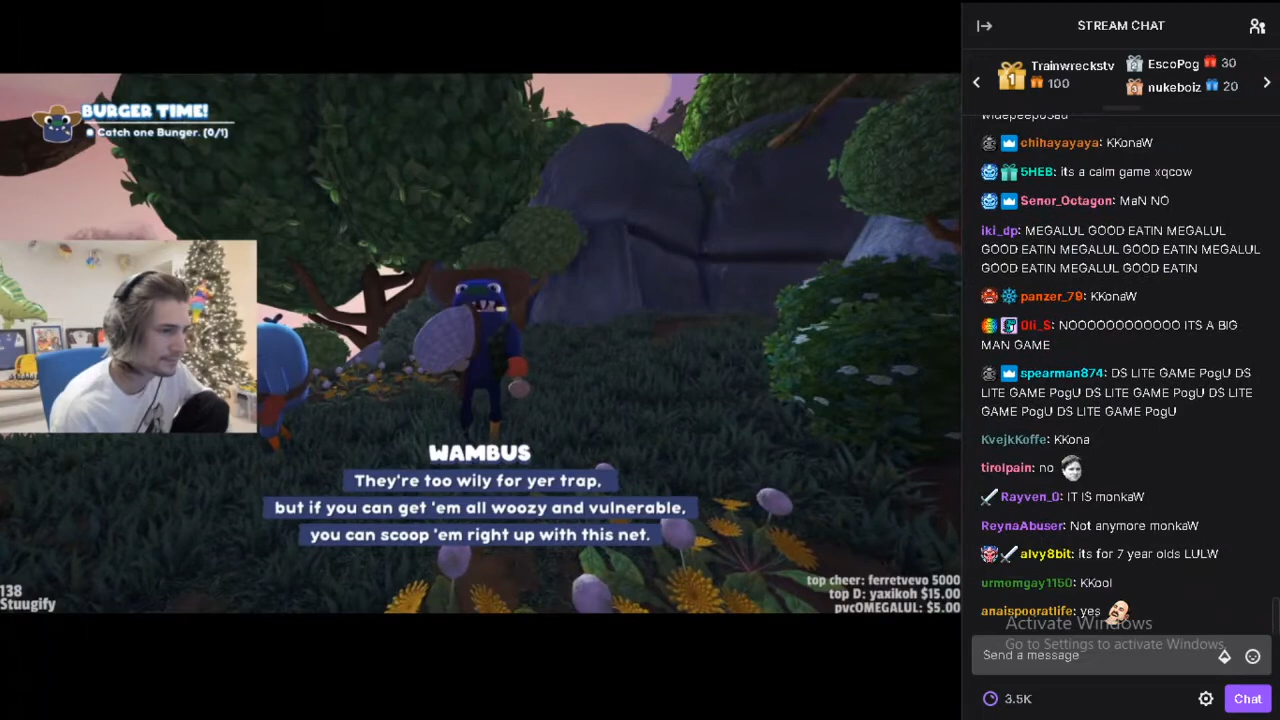 BURGER TIME!
Catch one Bunger. (0/1)
WAMBUS
They're too wily for yer trap,
but if you can get 'em all woozy and vulnerable,
you can scoop 'em right up with this net.
138
Stuugify
top cheer: ferretvevo 5000
top D: yaxikoh $15.00
pvcOMEGALUL: $5.00
STREAM CHAT
1 Trainwreckstv
100
2 EscoPog 30
3 nukeboiz 20
widepeepoSad
chihayayaya: KKonaW
5HEB: its a calm game xqcow
Senor_Octagon: MaN NO
iki_dp: MEGALUL GOOD EATIN MEGALUL
GOOD EATIN MEGALUL GOOD EATIN MEGALUL
GOOD EATIN MEGALUL GOOD EATIN
panzer_79: KKonaW
Oli_S: NOOOOOOOOOOOO ITS A BIG
MAN GAME
spearman874: DS LITE GAME PogU DS
LITE GAME PogU DS LITE GAME PogU DS LITE
GAME PogU DS LITE GAME PogU
KvejkKoffe: KKona
tirolpain: no
Rayven_0: IT IS monkaW
ReynaAbuser: Not anymore monkaW
alvy8bit: its for 7 year olds LULW
urmomgay1150: KKool
anaispooratlife: yes
Activate Windows
Go to Settings to activate Windows.
Send a message
3.5K
Chat